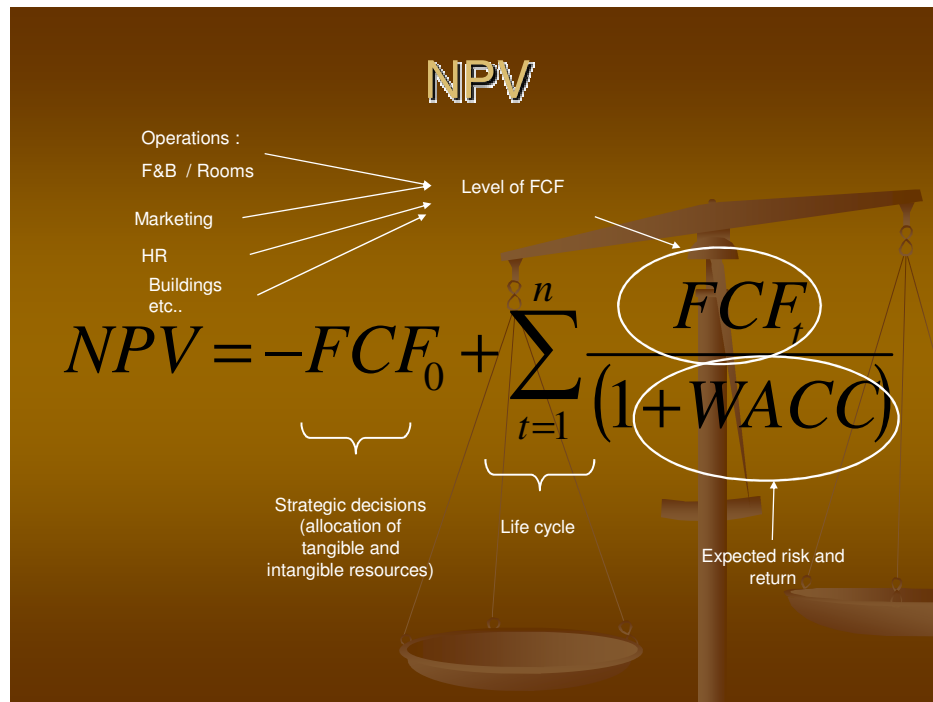 NPV
Operations :
F&B / Rooms
Marketing
HR
Buildings
etc..
Level of FCF
NPV = −FCF₀ + ∑ₜ₌₁ⁿ FCFₜ / (1+WACC)
Strategic decisions
(allocation of
tangible and
intangible resources)
Life cycle
Expected risk and
return